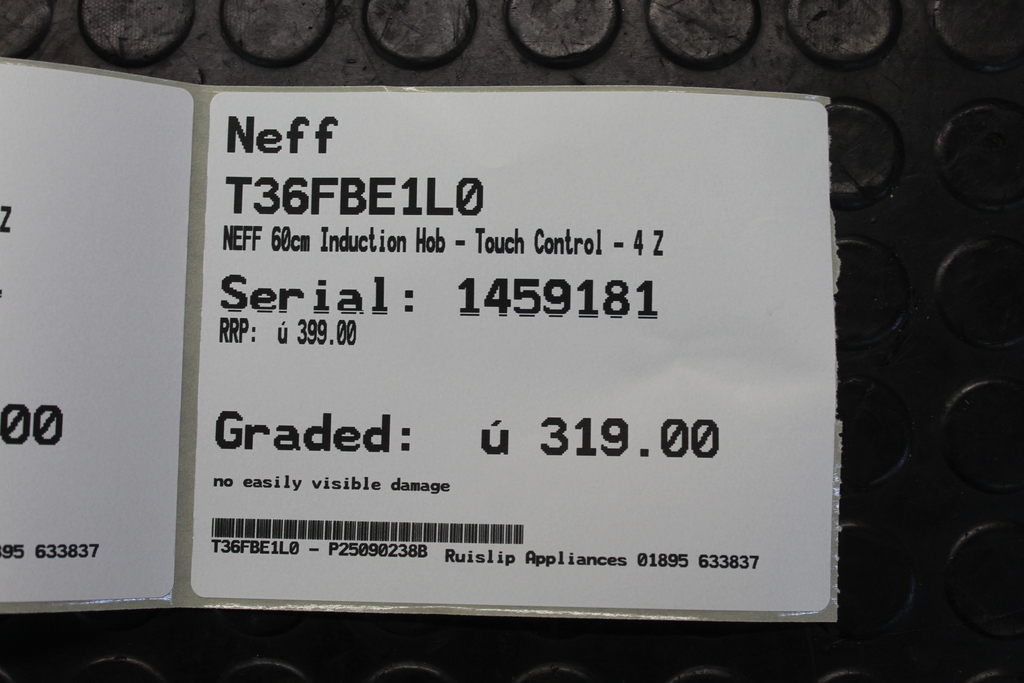 Z
00
95 633837
Neff
T36FBE1L0
NEFF 60cm Induction Hob - Touch Control - 4 Z
Serial: 1459181
RRP: ú 399.00
Graded: ú 319.00
no easily visible damage
T36FBE1L0 - P25090238B
Ruislip Appliances 01895 633837